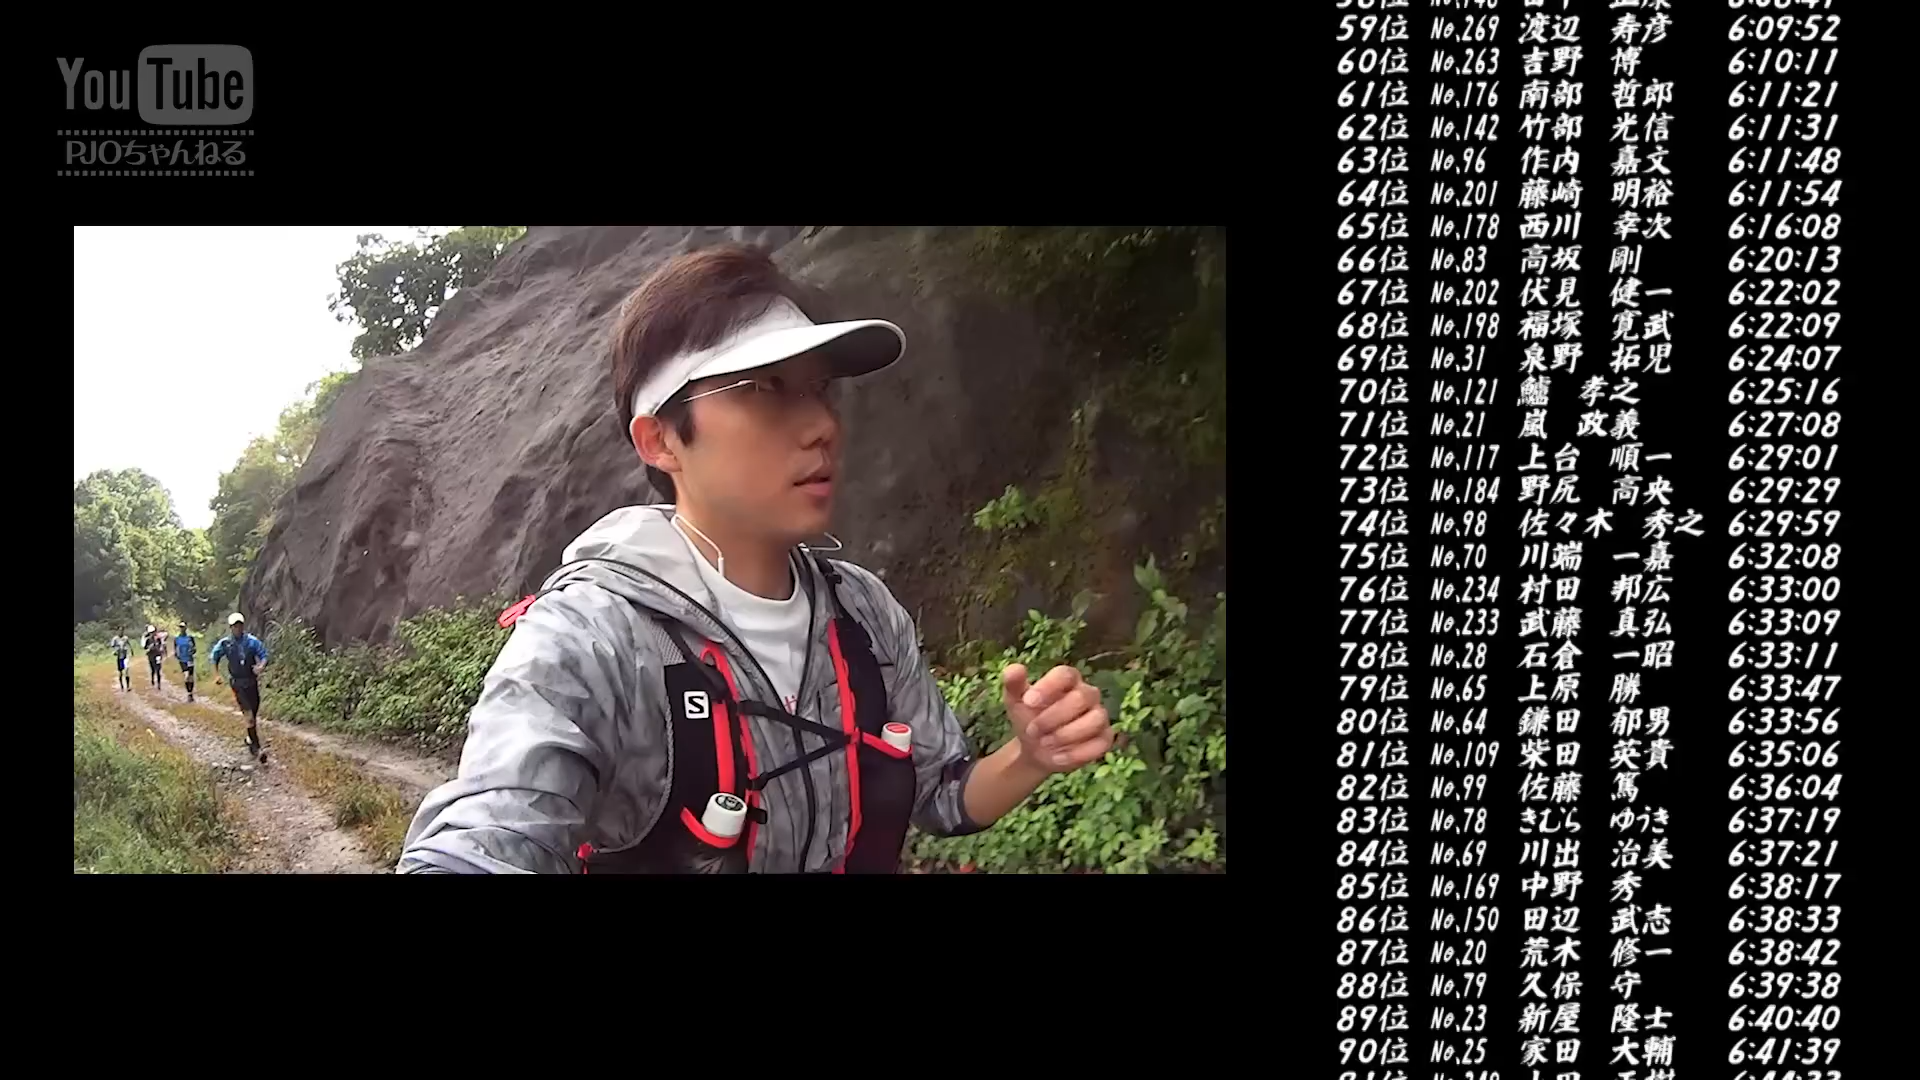 YouTube
PJOちゃんねる
59位 No.269 渡辺 寿彦 6:09:52
60位 No.263 吉野 博 6:10:11
61位 No.176 南部 哲郎 6:11:21
62位 No.142 竹部 光信 6:11:31
63位 No.96 作内 嘉文 6:11:48
64位 No.201 藤崎 明裕 6:11:54
65位 No.178 西川 幸次 6:16:08
66位 No.83 高坂 剛 6:20:13
67位 No.202 伏見 健一 6:22:02
68位 No.198 福塚 寛武 6:22:09
69位 No.31 泉野 拓児 6:24:07
70位 No.121 鱸 孝之 6:25:16
71位 No.21 嵐 政義 6:27:08
72位 No.117 上台 順一 6:29:01
73位 No.184 野尻 高央 6:29:29
74位 No.98 佐々木 秀之 6:29:59
75位 No.70 川端 一嘉 6:32:08
76位 No.234 村田 邦広 6:33:00
77位 No.233 武藤 真弘 6:33:09
78位 No.28 石倉 一昭 6:33:11
79位 No.65 上原 勝 6:33:47
80位 No.64 鎌田 郁男 6:33:56
81位 No.109 柴田 英貴 6:35:06
82位 No.99 佐藤 篤 6:36:04
83位 No.78 きむら ゆうき 6:37:19
84位 No.69 川出 治美 6:37:21
85位 No.169 中野 秀 6:38:17
86位 No.150 田辺 武志 6:38:33
87位 No.20 荒木 修一 6:38:42
88位 No.79 久保 守 6:39:38
89位 No.23 新屋 隆士 6:40:40
90位 No.25 家田 大輔 6:41:39
S